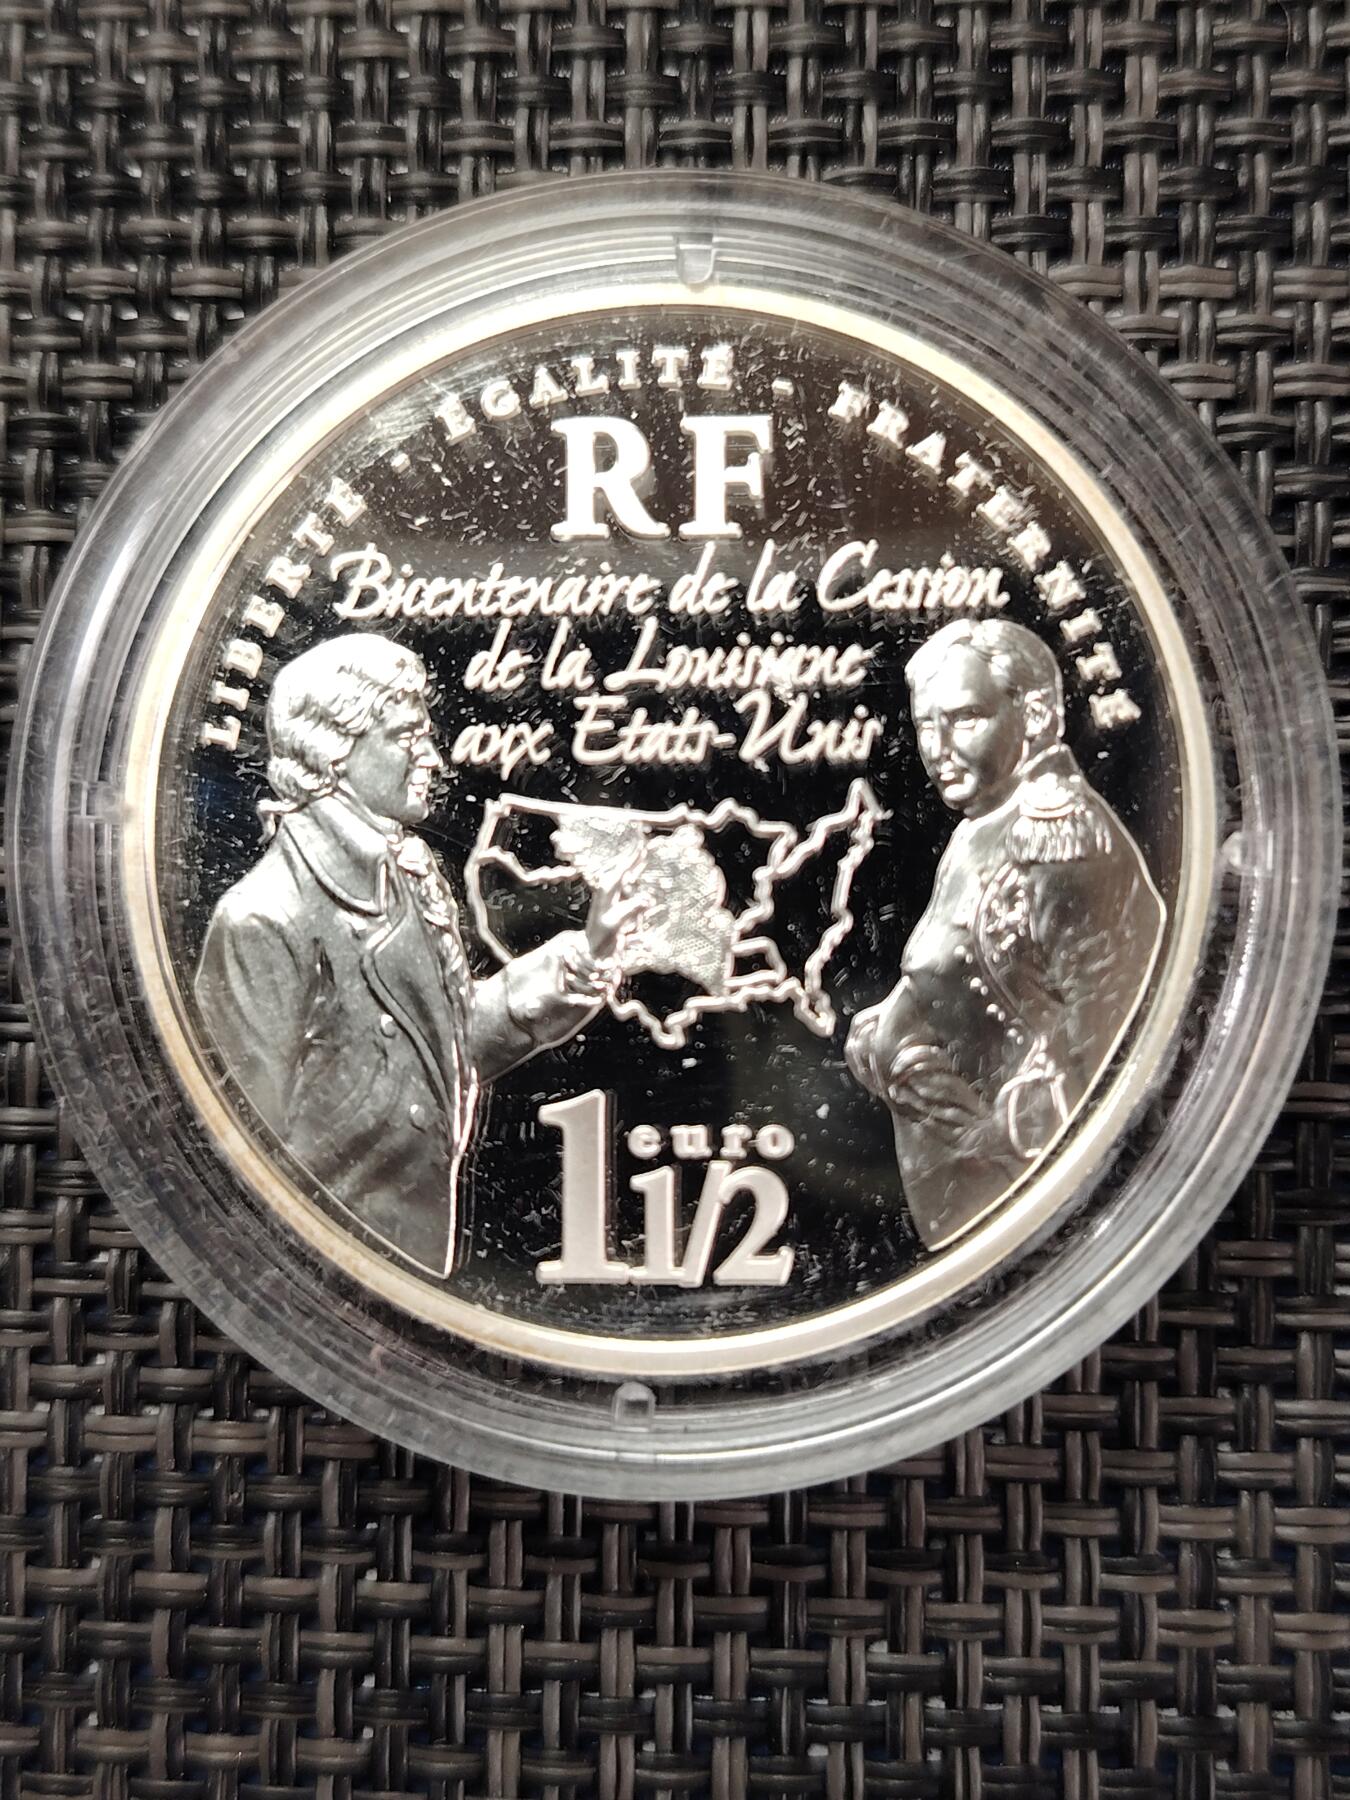 LIBERTÉ - ÉGALITÉ - FRATERNITÉ
RF
Bicentenaire de la Cession
de la Louisiane
aux Etats-Unis
1 1/2
euro